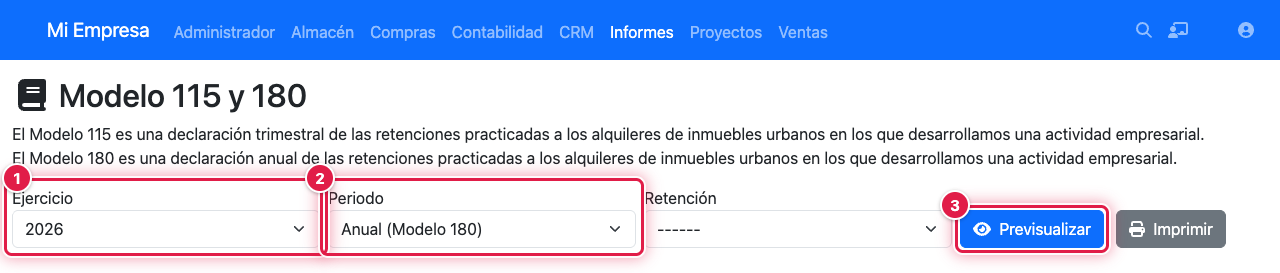 Mi Empresa Administrador Almacén Compras Contabilidad CRM Informes Proyectos Ventas
Modelo 115 y 180
El Modelo 115 es una declaración trimestral de las retenciones practicadas a los alquileres de inmuebles urbanos en los que desarrollamos una actividad empresarial.
El Modelo 180 es una declaración anual de las retenciones practicadas a los alquileres de inmuebles urbanos en los que desarrollamos una actividad empresarial.
1 2 3
Ejercicio Periodo Retención
2026 Anual (Modelo 180) ------ Previsualizar Imprimir